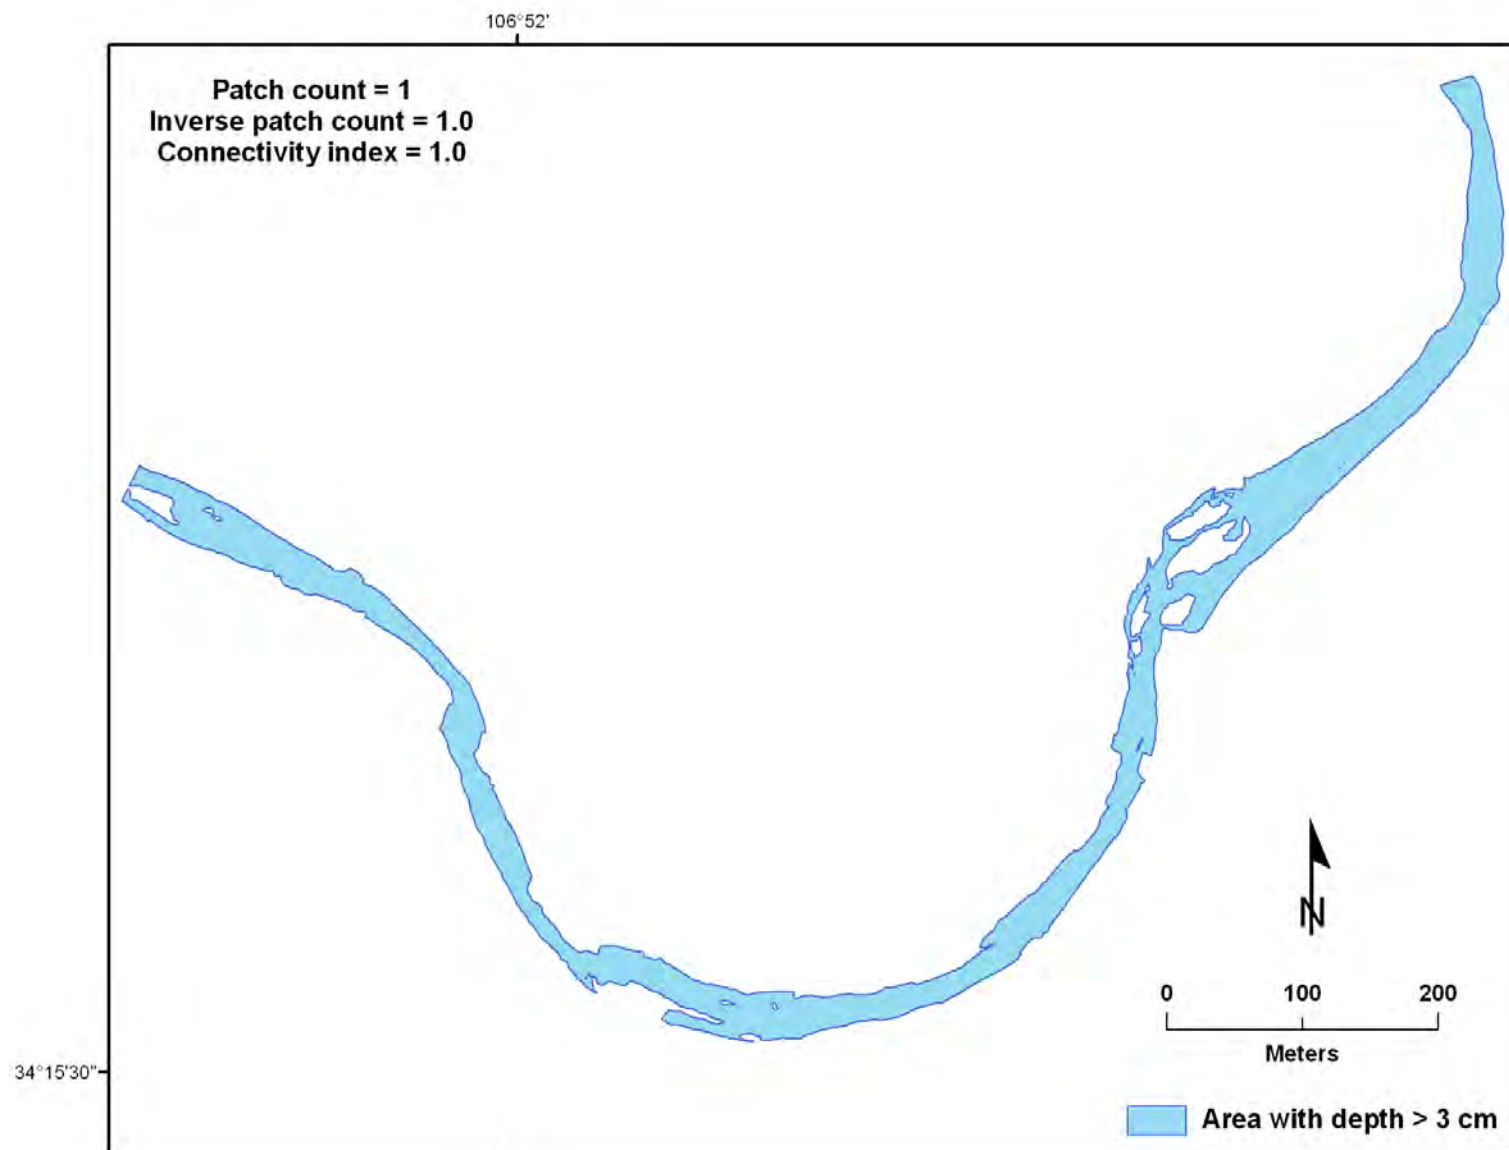 106°52'
Patch count = 1
Inverse patch count = 1.0
Connectivity index = 1.0
N
0 100 200
Meters
34°15'30"
Area with depth > 3 cm